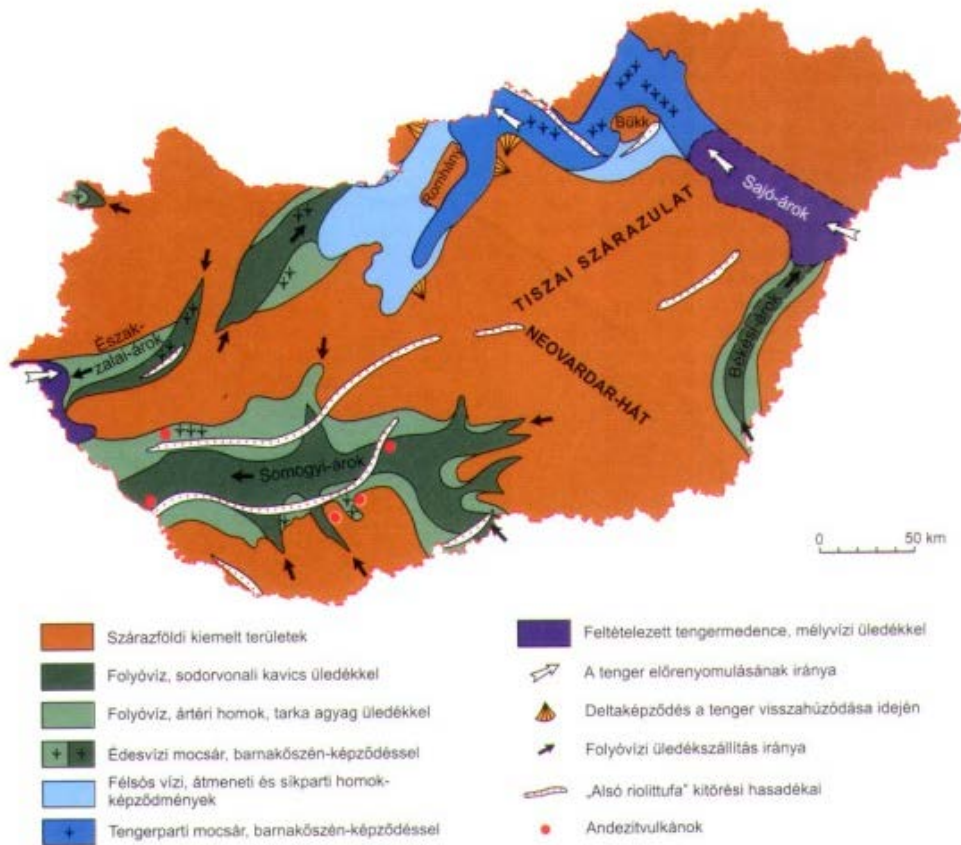 Bükk
Romhány
Sajó-árok
TISZAI SZÁRAZULAT
Észak-
zalai-árok
NEOVARDAR-HÁT
Békési-árok
Somogyi-árok
0 50 km
Szárazföldi kiemelt területek
Folyóvíz, sodorvonali kavics üledékkel
Folyóvíz, ártéri homok, tarka agyag üledékkel
Édesvízi mocsár, barnakőszén-képződéssel
Félsós vízi, átmeneti és síkparti homok-
képződmények
Tengerparti mocsár, barnakőszén-képződéssel
Feltételezett tengermedence, mélyvízi üledékkel
A tenger előrenyomulásának iránya
Deltaképződés a tenger visszahúzódása idején
Folyóvízi üledékszállítás iránya
„Alsó riolittufa” kitörési hasadékai
Andezitvulkánok